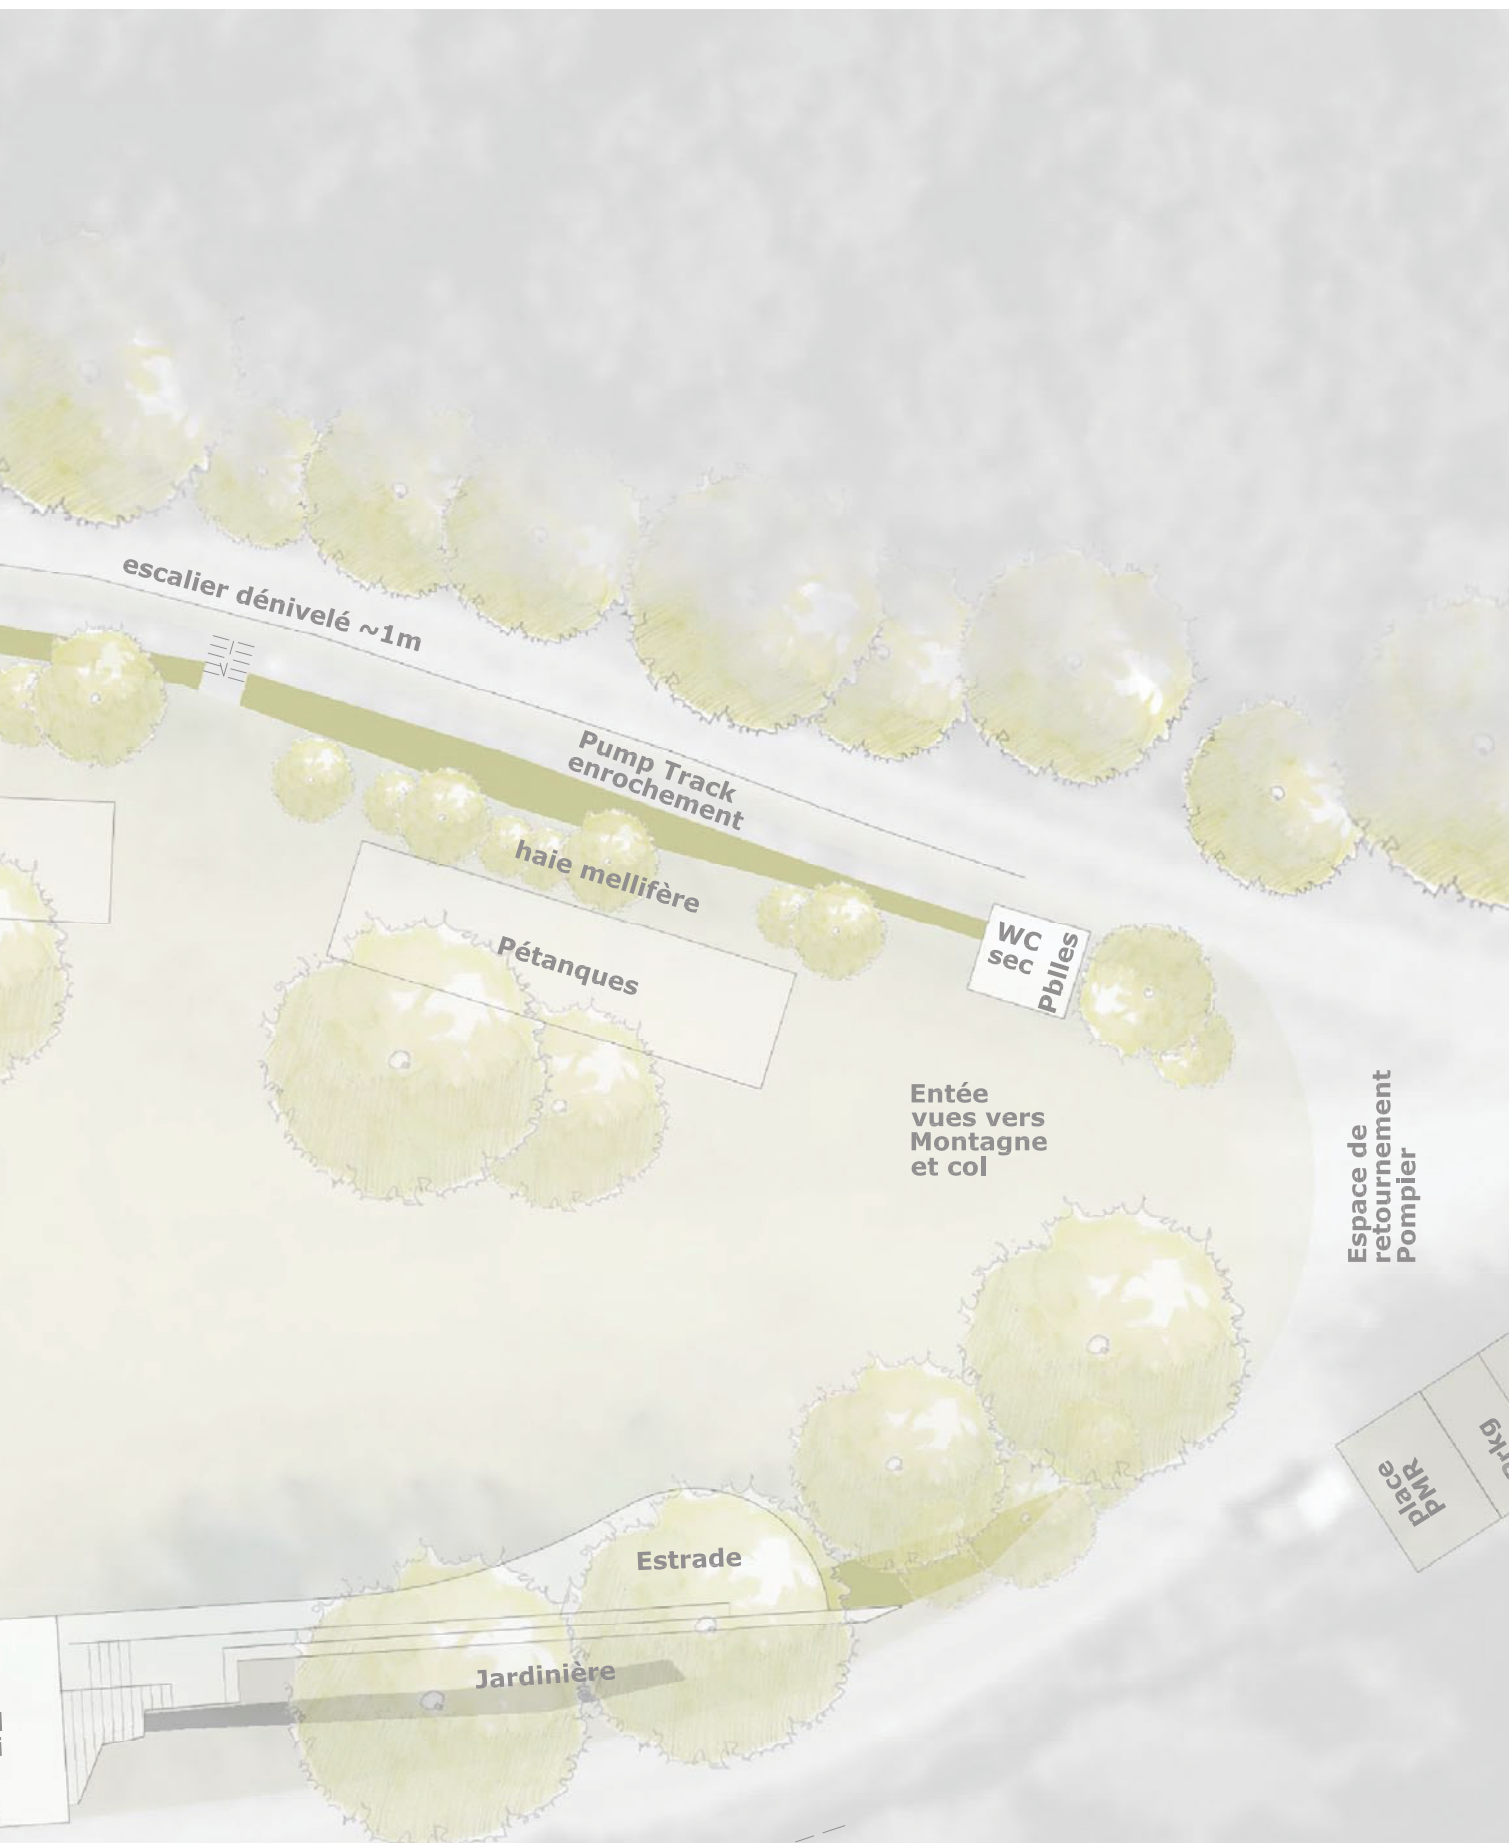 escalier dénivelé ~1m
Pump Track
enrochement
haie mellifère
Pétanques
WC
sec
Pblles
Entée
vues vers
Montagne
et col
Espace de
retournement
Pompier
place
PMR
Estrade
Jardinière